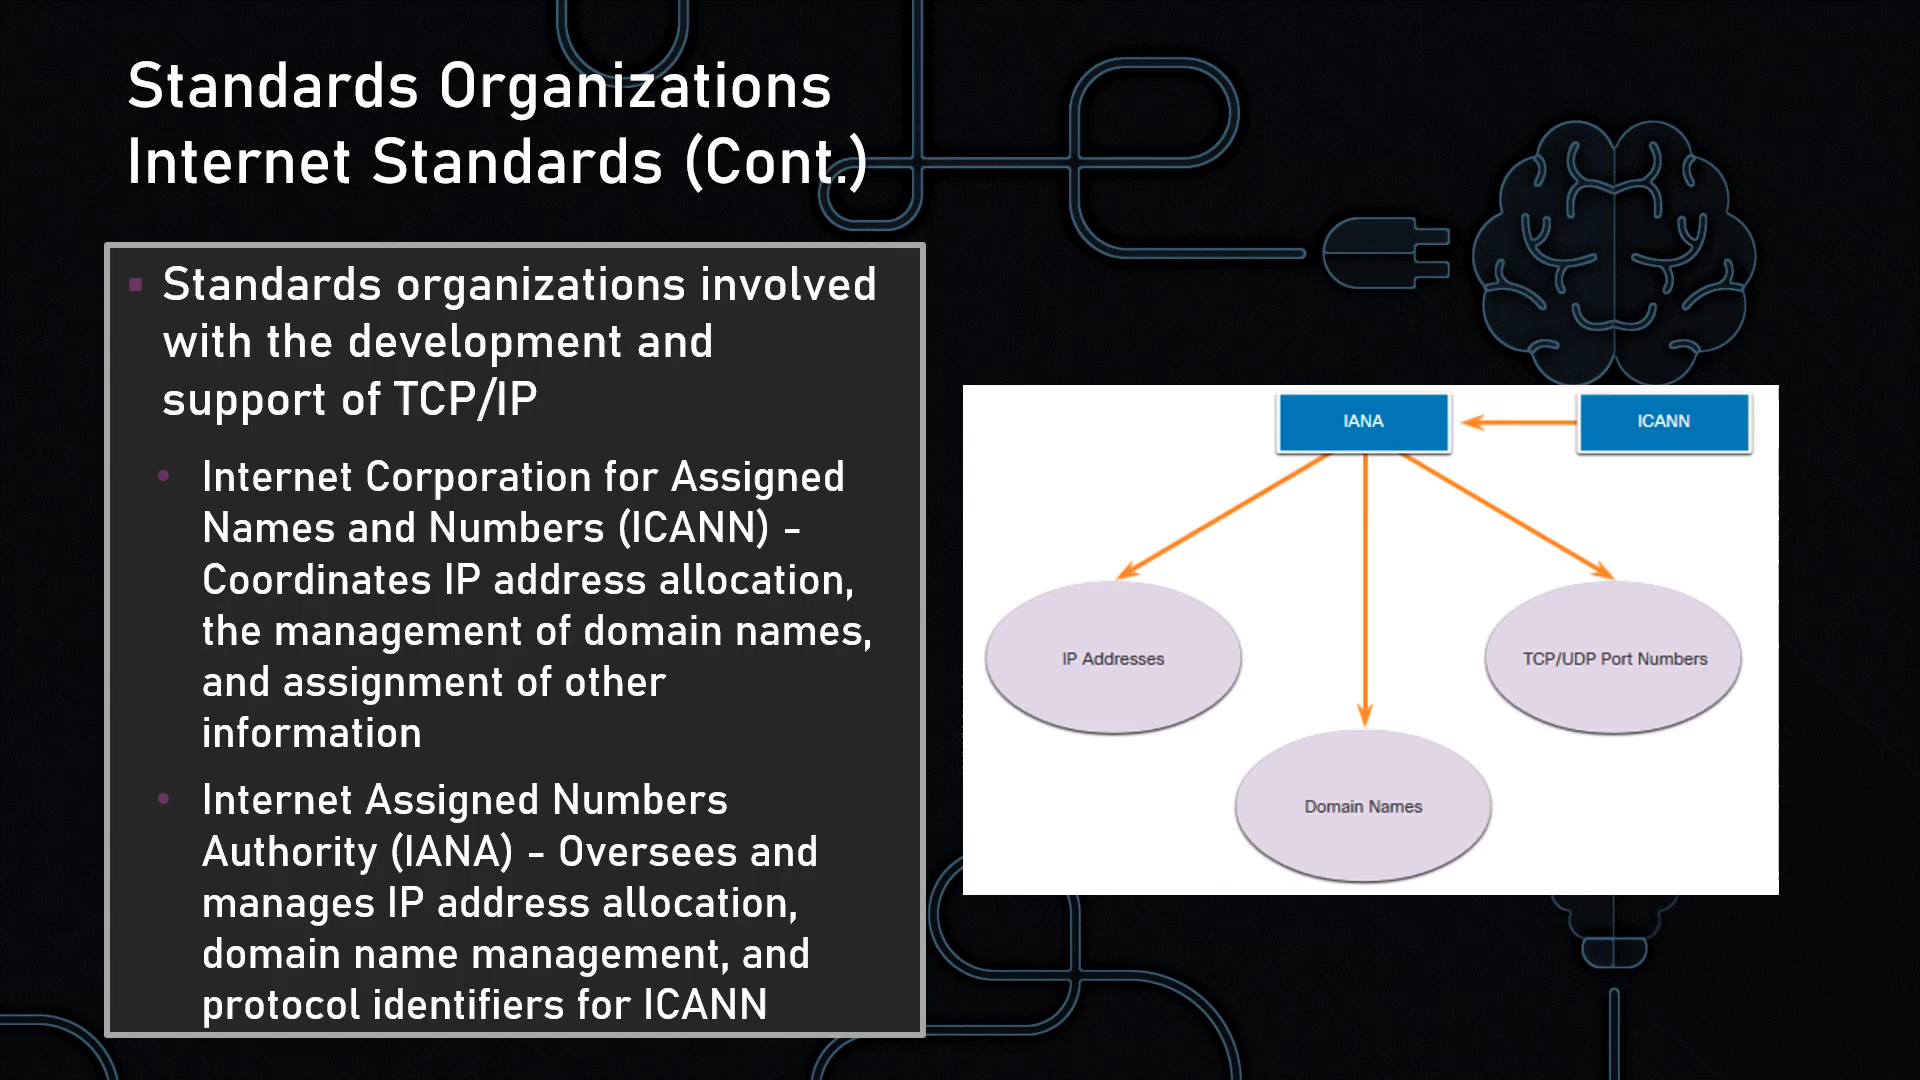 Standards Organizations
Internet Standards (Cont.)
Standards organizations involved
with the development and
support of TCP/IP
Internet Corporation for Assigned
Names and Numbers (ICANN) -
Coordinates IP address allocation,
the management of domain names,
and assignment of other
information
Internet Assigned Numbers
Authority (IANA) - Oversees and
manages IP address allocation,
domain name management, and
protocol identifiers for ICANN
IANA
ICANN
IP Addresses
TCP/UDP Port Numbers
Domain Names